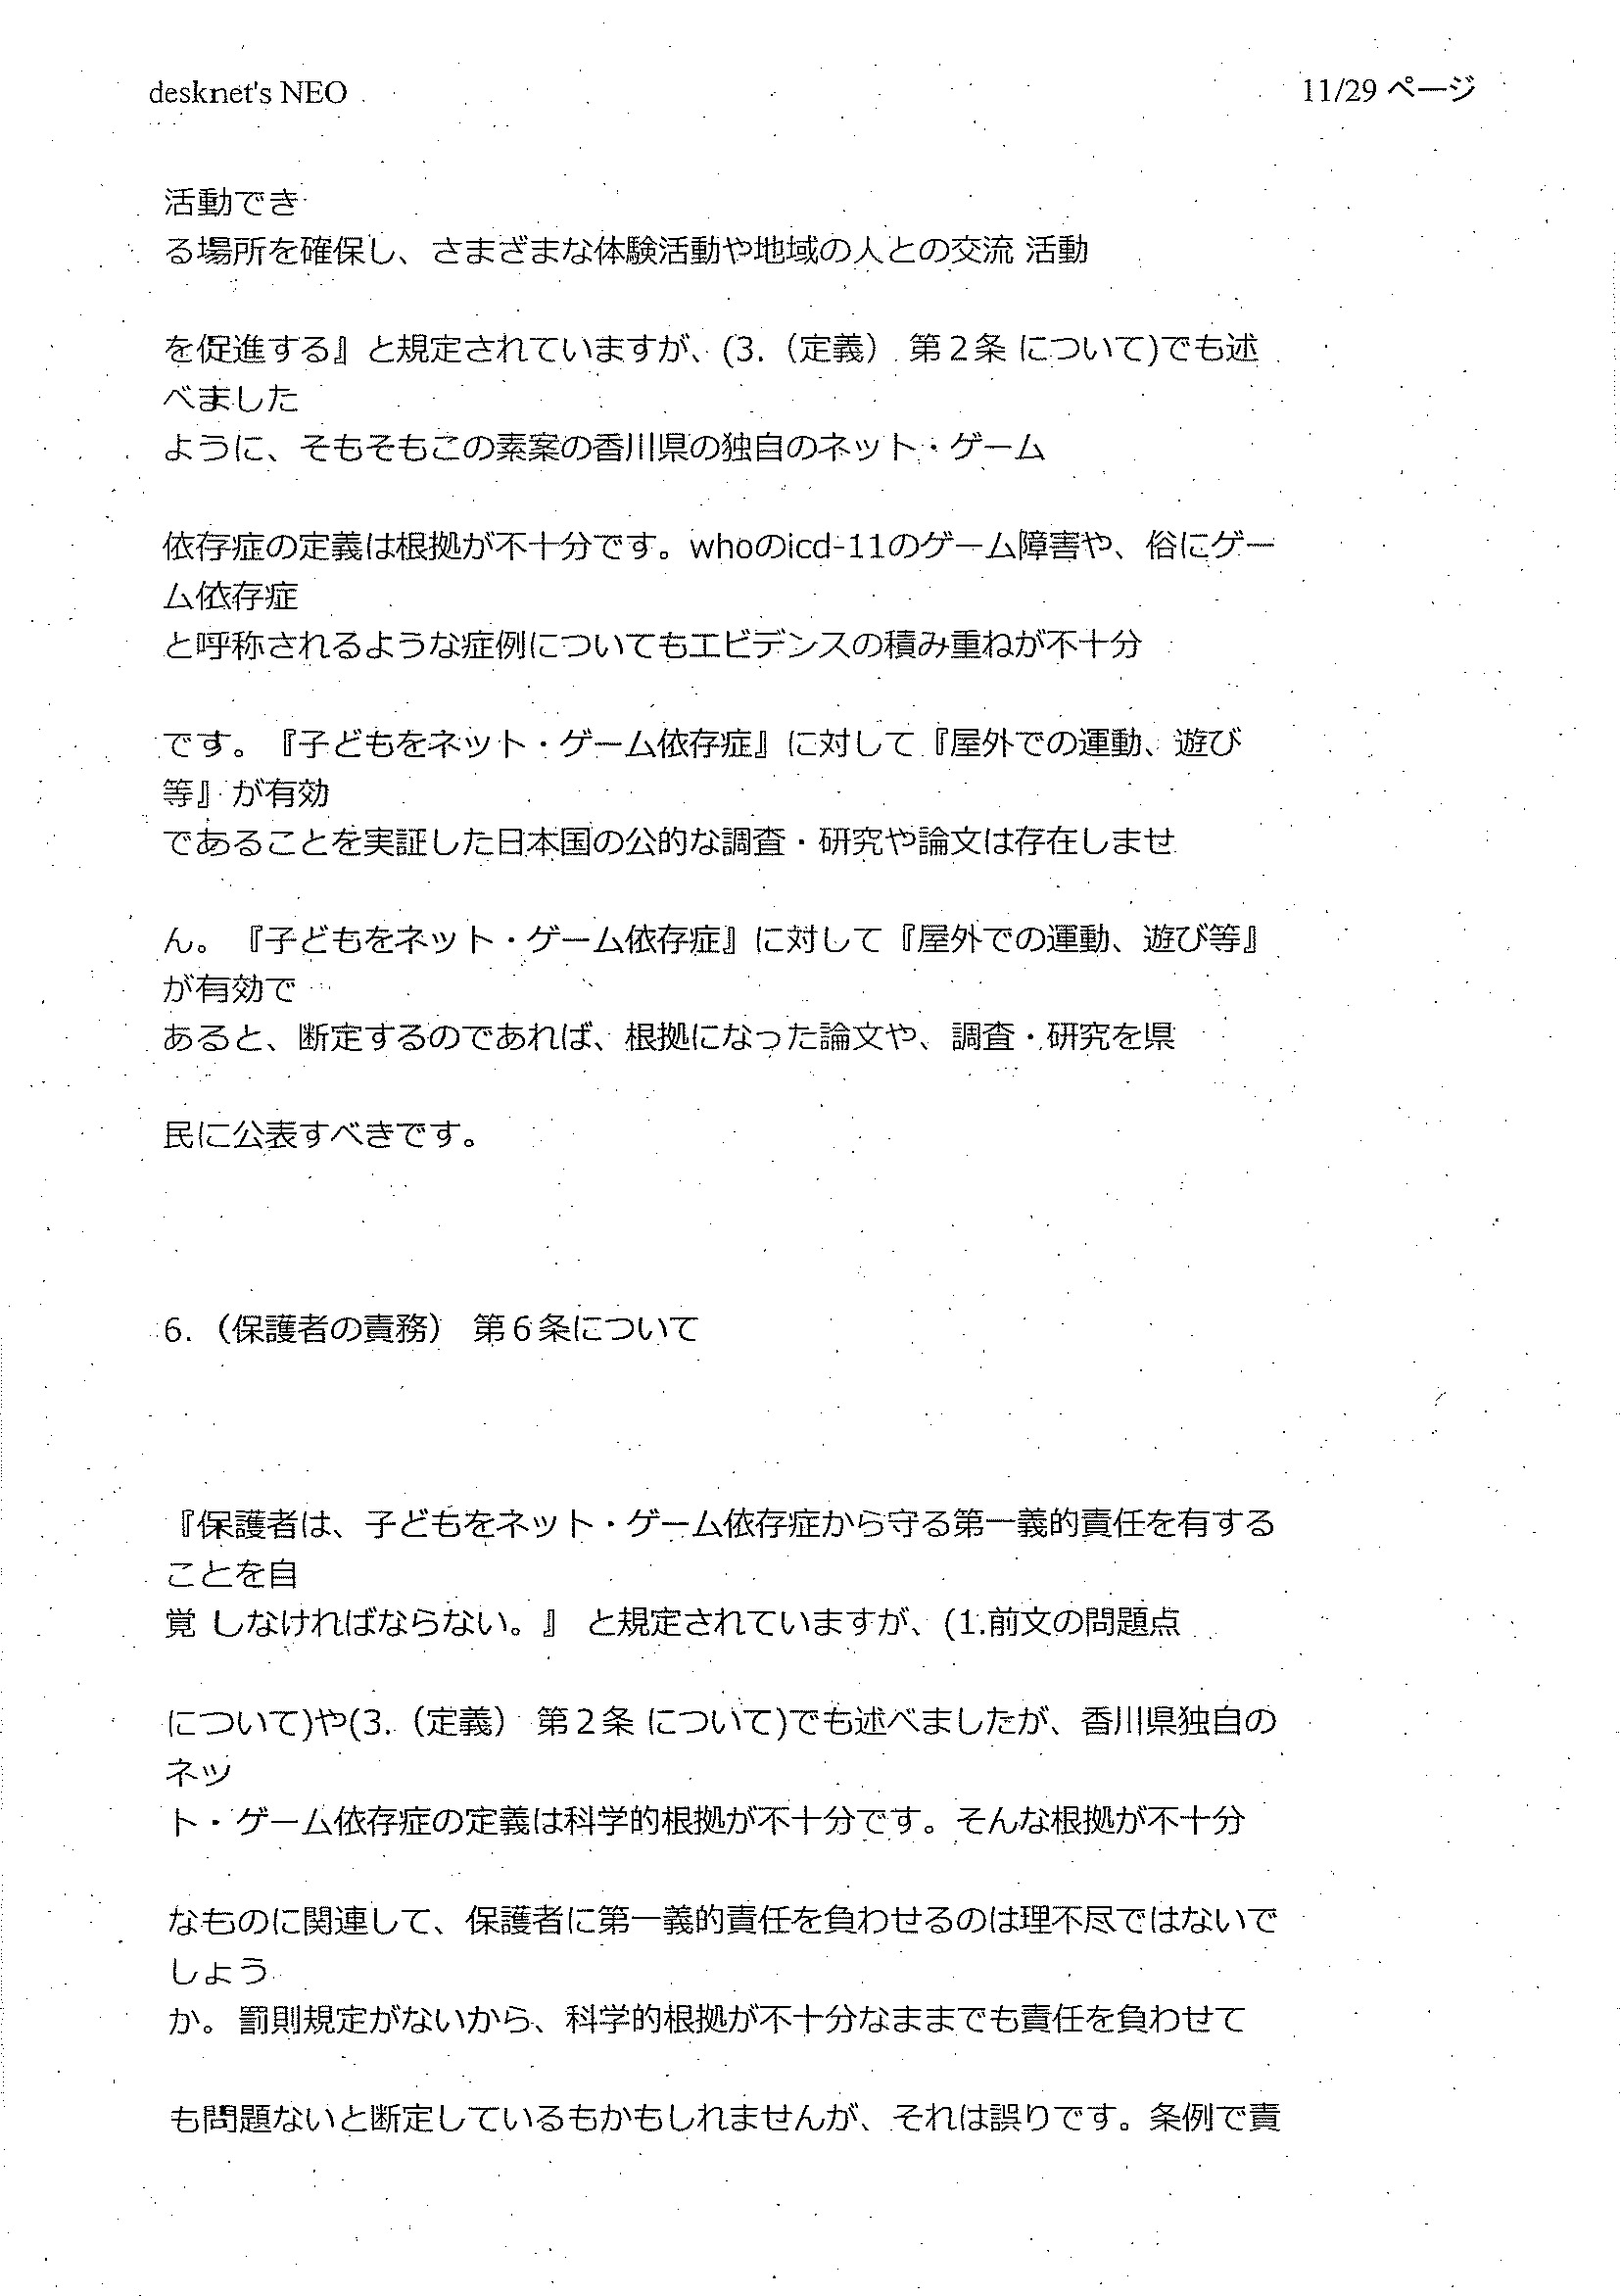 desknet's NEO
11/29 ページ
活動でき
る場所を確保し、さまざまな体験活動や地域の人との交流 活動
を促進する』と規定されていますが、(3.（定義） 第２条 について)でも述
べました
ように、そもそもこの素案の香川県の独自のネット・ゲーム
依存症の定義は根拠が不十分です。whoのicd-11のゲーム障害や、俗にゲー
ム依存症
と呼称されるような症例についてもエビデンスの積み重ねが不十分
です。『子どもをネット・ゲーム依存症』に対して『屋外での運動、遊び
等』が有効
であることを実証した日本国の公的な調査・研究や論文は存在しませ
ん。『子どもをネット・ゲーム依存症』に対して『屋外での運動、遊び等』
が有効で
あると、断定するのであれば、根拠になった論文や、調査・研究を県
民に公表すべきです。
6.（保護者の責務） 第６条について
『保護者は、子どもをネット・ゲーム依存症から守る第一義的責任を有する
ことを自
覚 しなければならない。』 と規定されていますが、(1.前文の問題点
について)や(3.（定義） 第２条 について)でも述べましたが、香川県独自の
ネッ
ト・ゲーム依存症の定義は科学的根拠が不十分です。そんな根拠が不十分
なものに関連して、保護者に第一義的責任を負わせるのは理不尽ではないで
しょう
か。罰則規定がないから、科学的根拠が不十分なままでも責任を負わせて
も問題ないと断定しているもかもしれませんが、それは誤りです。条例で責